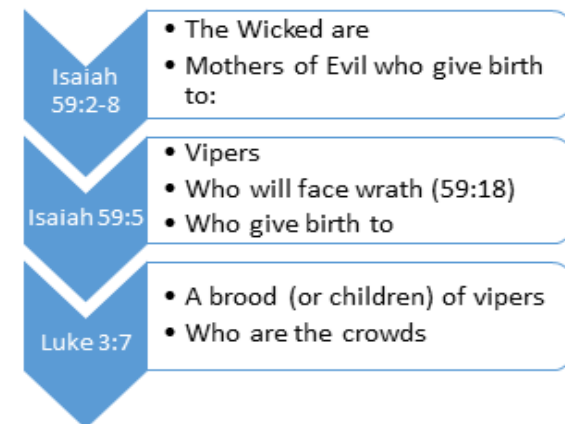 Isaiah
59:2-8
• The Wicked are
• Mothers of Evil who give birth
to:
Isaiah 59:5
• Vipers
• Who will face wrath (59:18)
• Who give birth to
Luke 3:7
• A brood (or children) of vipers
• Who are the crowds